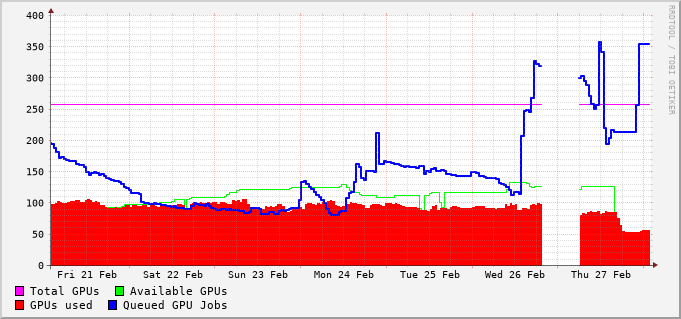 400
350
300
250
200
150
100
50
0
Fri 21 Feb Sat 22 Feb Sun 23 Feb Mon 24 Feb Tue 25 Feb Wed 26 Feb Thu 27 Feb
Total GPUs Available GPUs
GPUs used Queued GPU Jobs
RRDTOOL / TOBI OETIKER